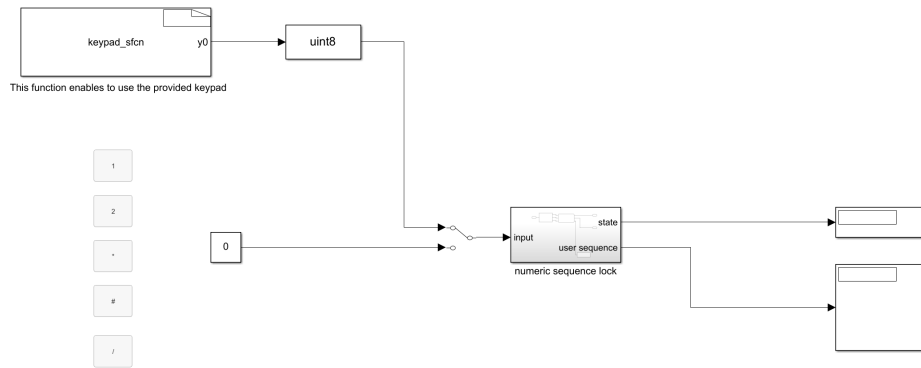 keypad_sfcn
y0
uint8
This function enables to use the provided keypad
1
2
*
#
/
0
input
state
user sequence
numeric sequence lock